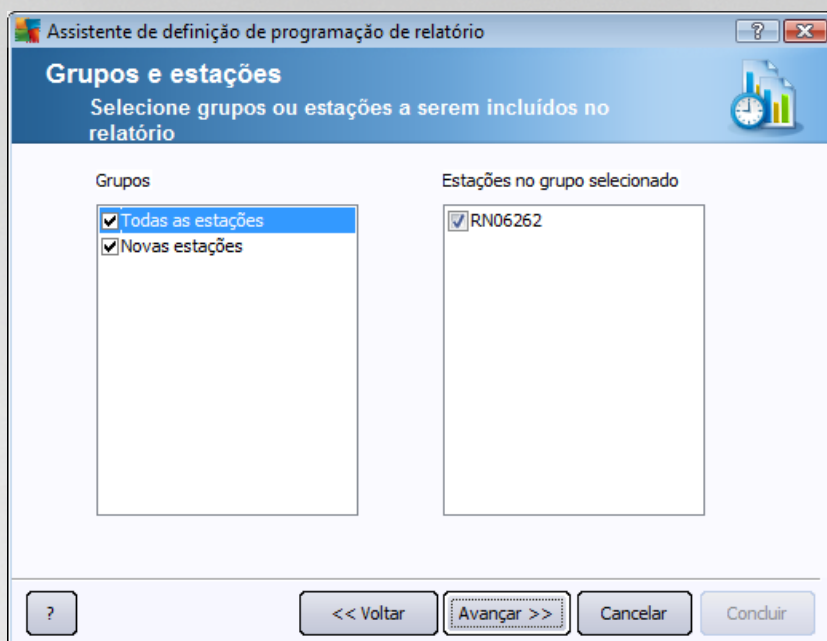 Assistente de definição de programação de relatório
?
Grupos e estações
Selecione grupos ou estações a serem incluídos no
relatório
Grupos
Estações no grupo selecionado
Todas as estações
RN06262
Novas estações
?
<< Voltar
Avançar >>
Cancelar
Concluir